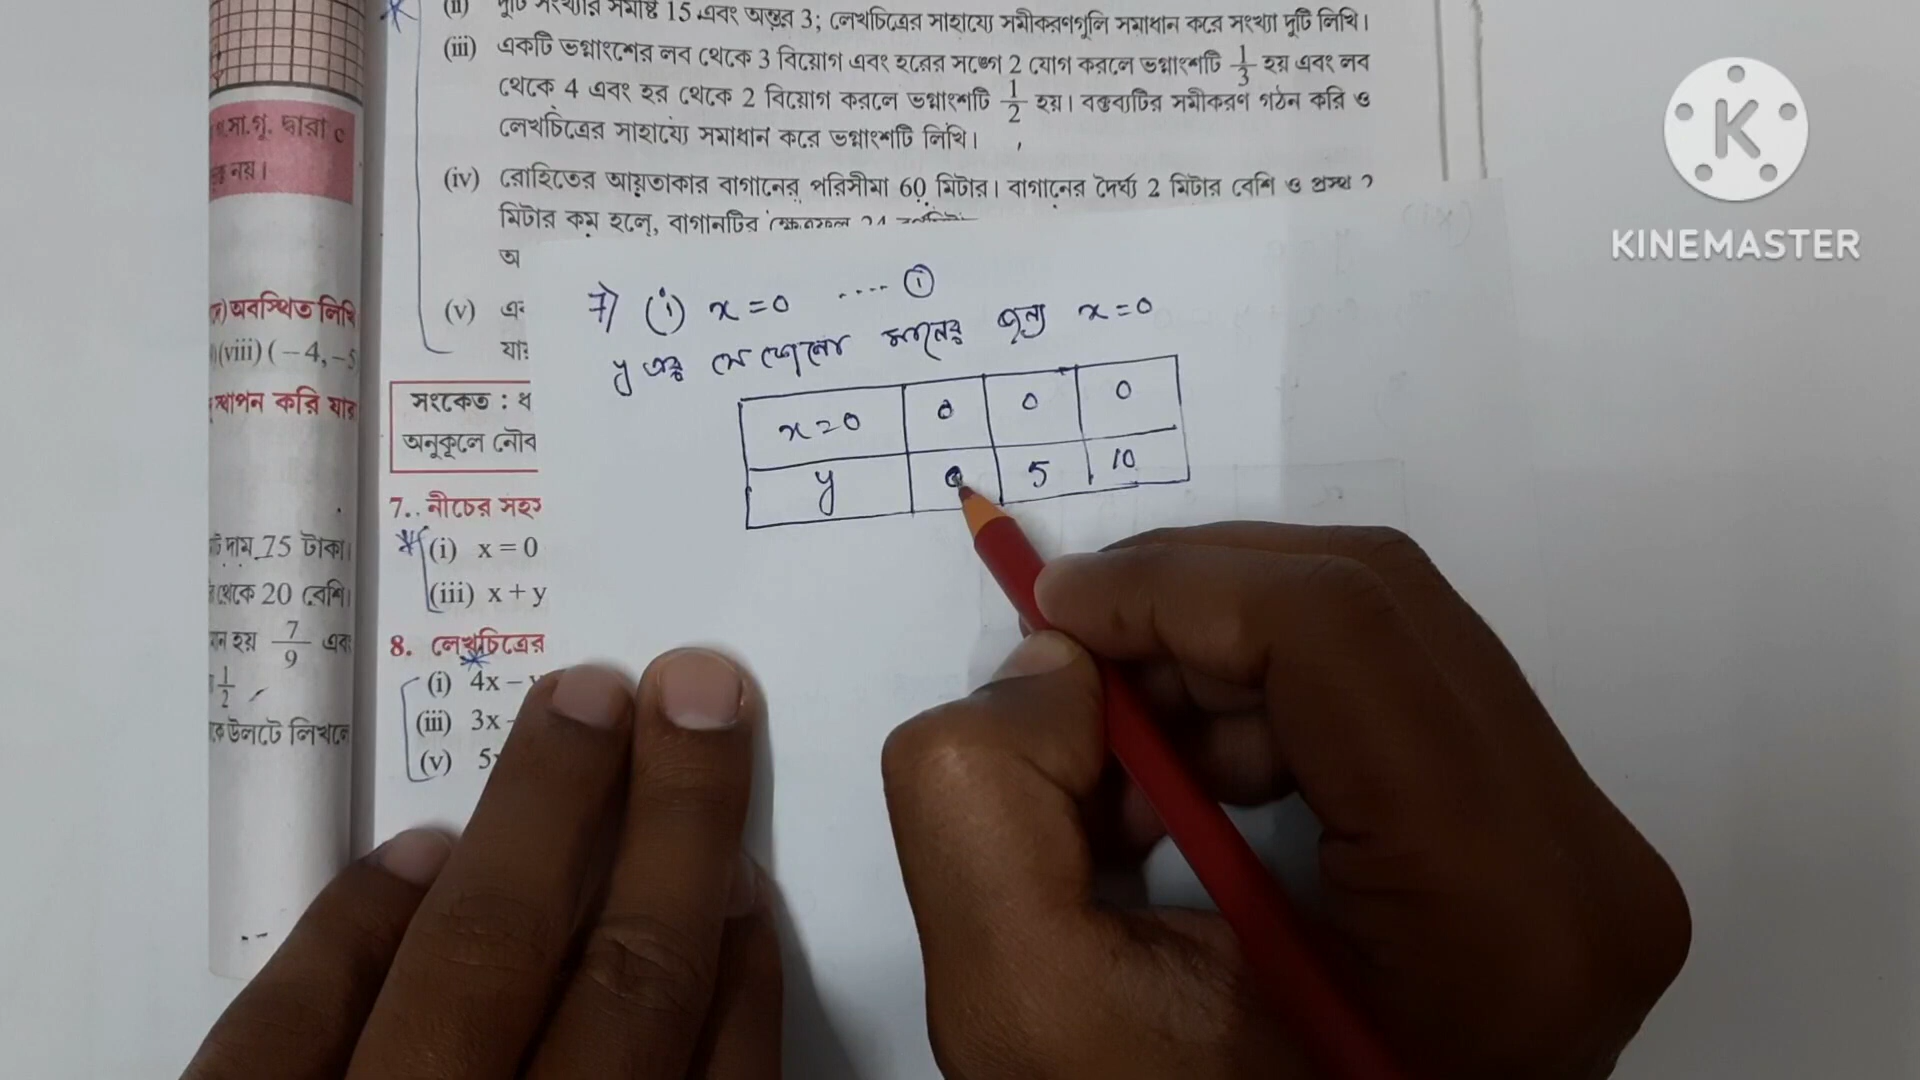 (ii) দুটি সংখ্যার সমষ্টি 15 এবং অন্তর 3; লেখচিত্রের সাহায্যে সমীকরণগুলি সমাধান করে সংখ্যা দুটি লিখি।
(iii) একটি ভগ্নাংশের লব থেকে 3 বিয়োগ এবং হরের সঙ্গে 2 যোগ করলে ভগ্নাংশটি 1/3 হয় এবং লব
থেকে 4 এবং হর থেকে 2 বিয়োগ করলে ভগ্নাংশটি 1/2 হয়। বক্তব্যটির সমীকরণ গঠন করি ও
লেখচিত্রের সাহায্যে সমাধান করে ভগ্নাংশটি লিখি।
(iv) রোহিতের আয়তাকার বাগানের পরিসীমা 60 মিটার। বাগানের দৈর্ঘ্য 2 মিটার বেশি ও প্রস্থ 2
মিটার কম হলে, বাগানটির
অ
(v) এ
যা
সংকেত : ধ
অনুকূলে নৌব
7. নীচের সহস
(i) x = 0
(iii) x + y
8. লেখচিত্রের
(i) 4x – y
(iii) 3x -
(v) 5
সা.গু. দ্বারা c
নয়।
অবস্থিত লিখি
(viii) (– 4, –5
স্থাপন করি যার
টি দাম 75 টাকা।
থেকে 20 বেশি।
মান হয় 7/9 এবং
1/2
কে উলটে লিখলে
7) (i) x = 0 .... (i)
y এর যে কোনো মানের জন্য x = 0
x = 0 0 0 0
y 0 5 10
K
KINEMASTER